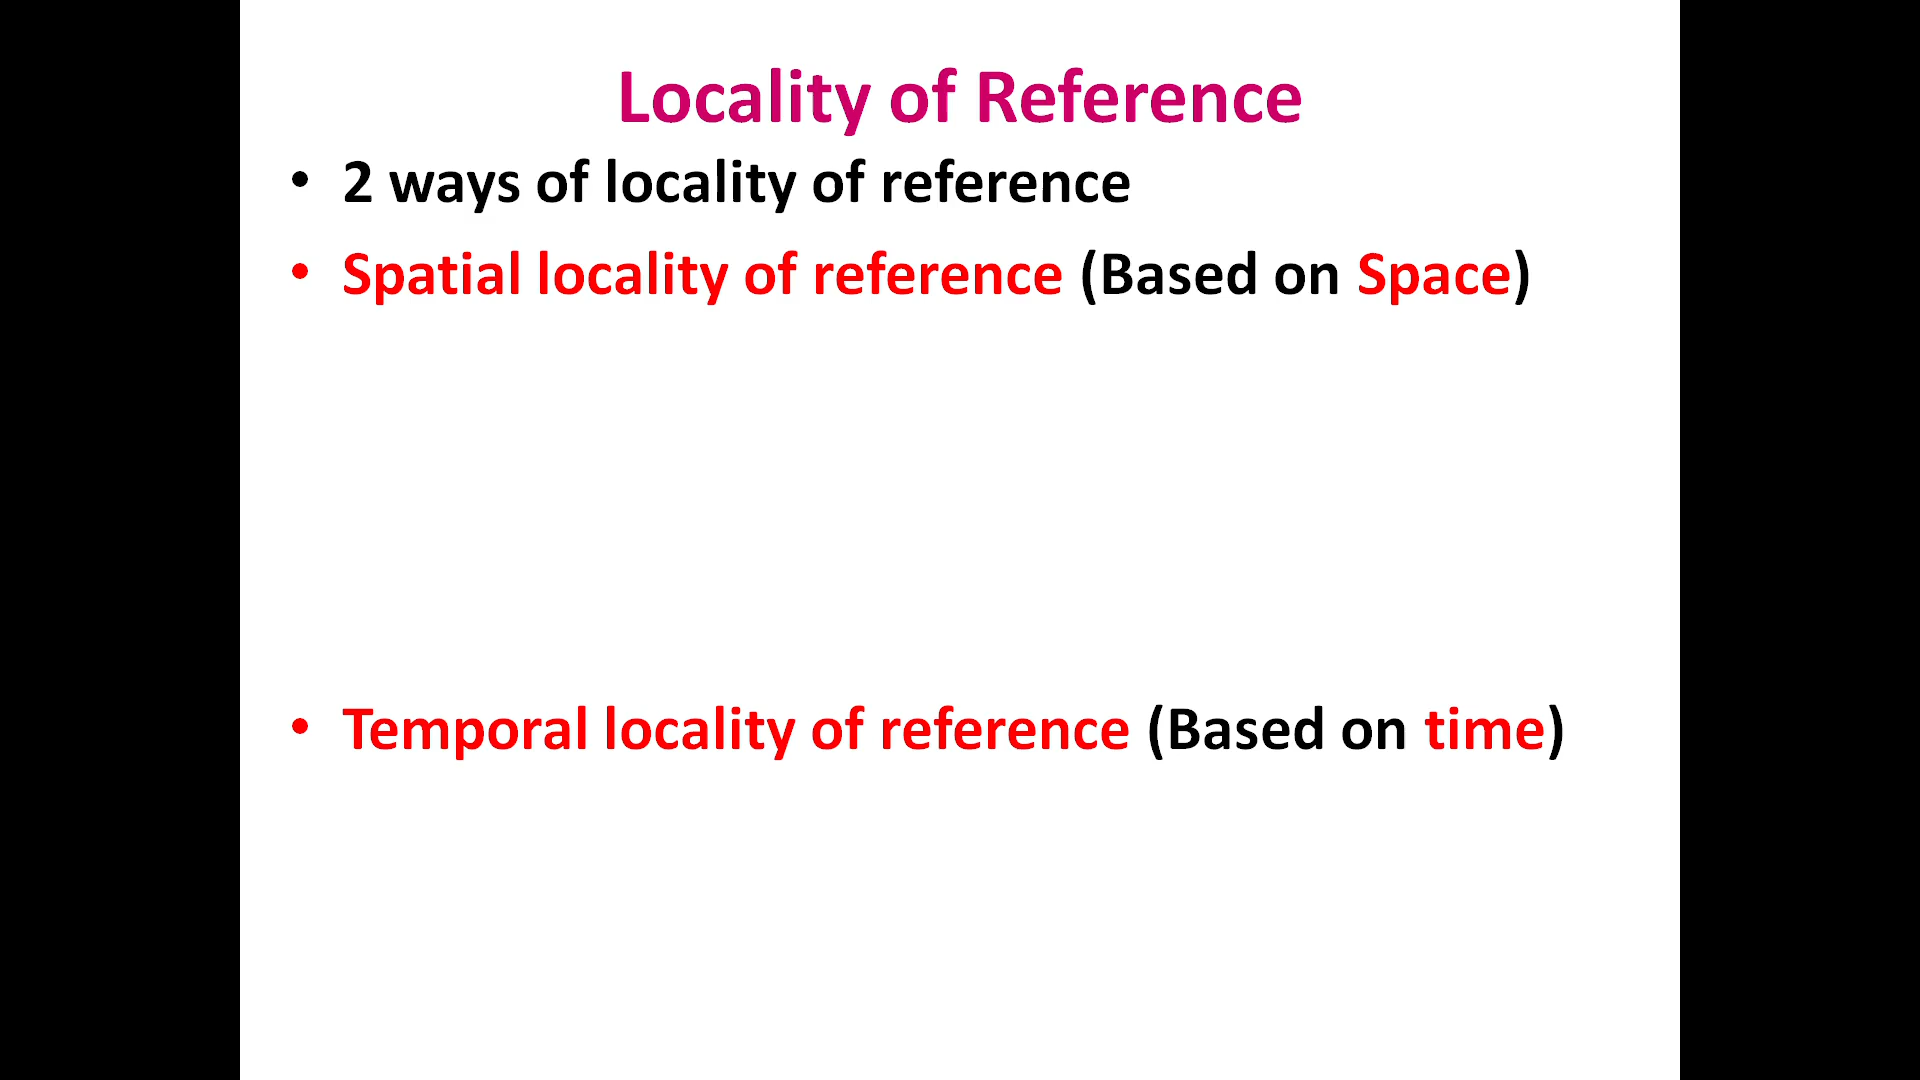 Locality of Reference
• 2 ways of locality of reference
• Spatial locality of reference (Based on Space)
• Temporal locality of reference (Based on time)